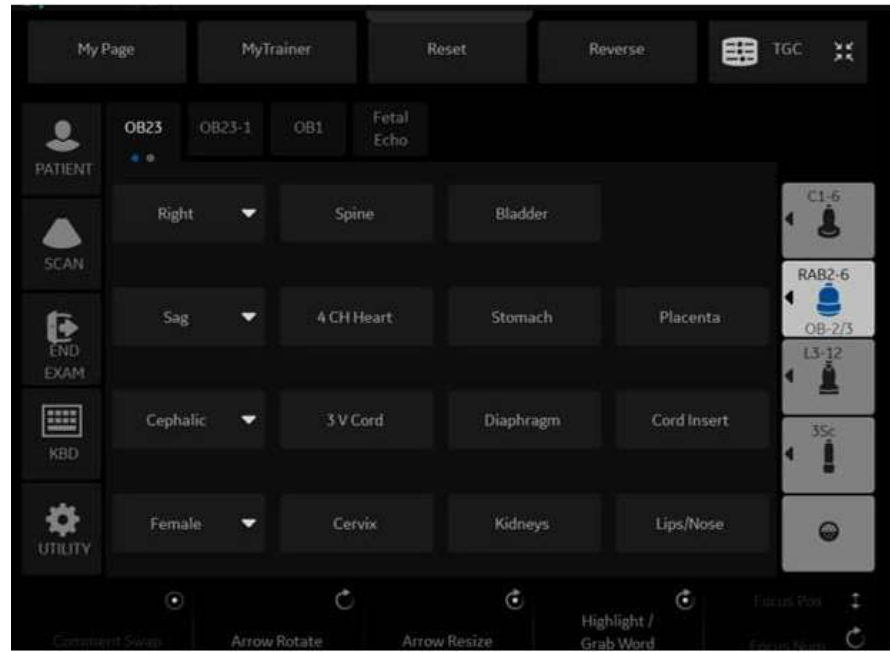 My Page
MyTrainer
Reset
Reverse
TGC
OB23
OB23-1
OB1
Fetal
Echo
PATIENT
SCAN
END
EXAM
KBD
UTILITY
Right
Spine
Bladder
Sag
4 CH Heart
Stomach
Placenta
Cephalic
3 V Cord
Diaphragm
Cord Insert
Female
Cervix
Kidneys
Lips/Nose
C1-6
RAB2-6
OB-2/3
L3-12
3Sc
Comment Swap
Arrow Rotate
Arrow Resize
Highlight /
Grab Word
Focus Pos
Focus Num